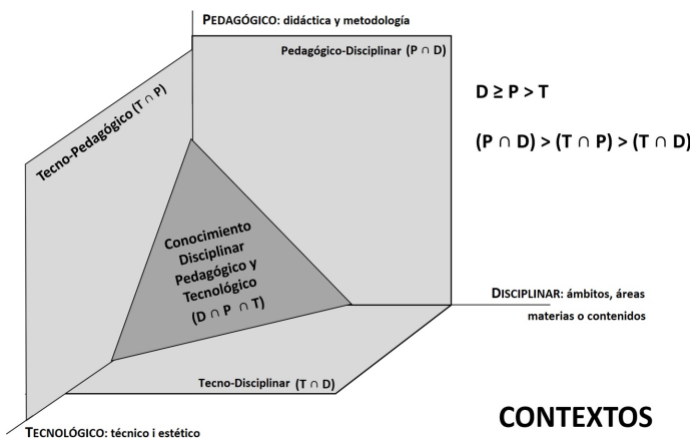 PEDAGÓGICO: didáctica y metodología
Pedagógico-Disciplinar (P ∩ D)
Tecno-Pedagógico (T ∩ P)
D ≥ P > T
(P ∩ D) > (T ∩ P) > (T ∩ D)
Conocimiento
Disciplinar
Pedagógico y
Tecnológico
(D ∩ P ∩ T)
DISCIPLINAR: ámbitos, áreas
materias o contenidos
Tecno-Disciplinar (T ∩ D)
CONTEXTOS
TECNOLÓGICO: técnico i estético